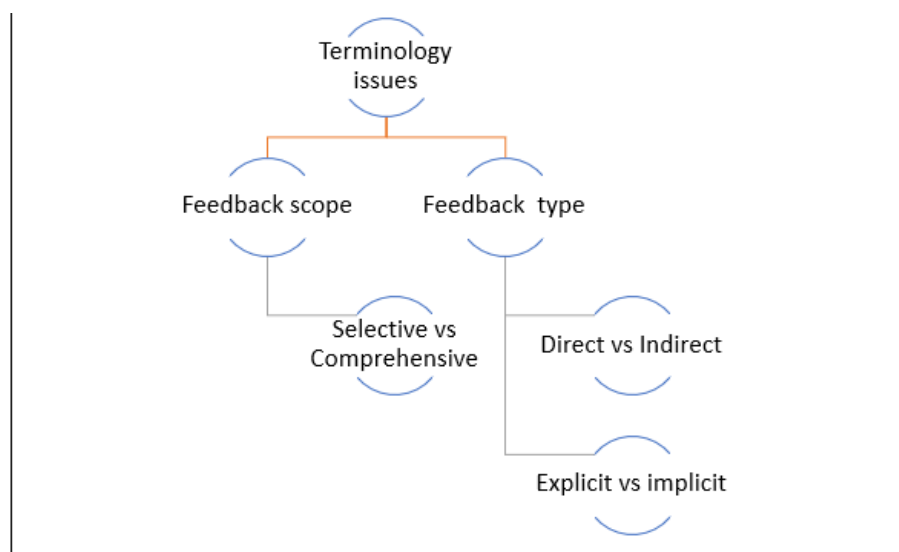 Terminology
issues
Feedback scope
Feedback  type
Selective vs
Comprehensive
Direct vs Indirect
Explicit vs implicit